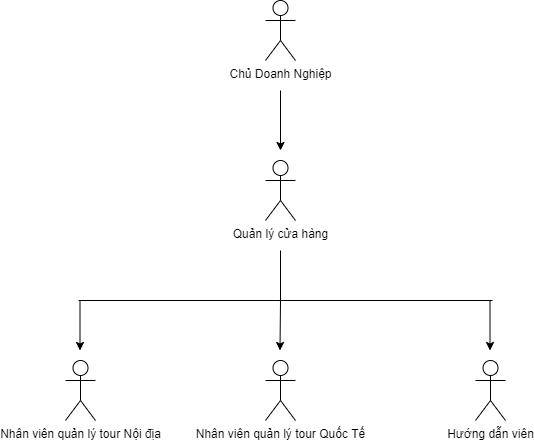 Chủ Doanh Nghiệp
Quản lý cửa hàng
Nhân viên quản lý tour Nội địa
Nhân viên quản lý tour Quốc Tế
Hướng dẫn viên